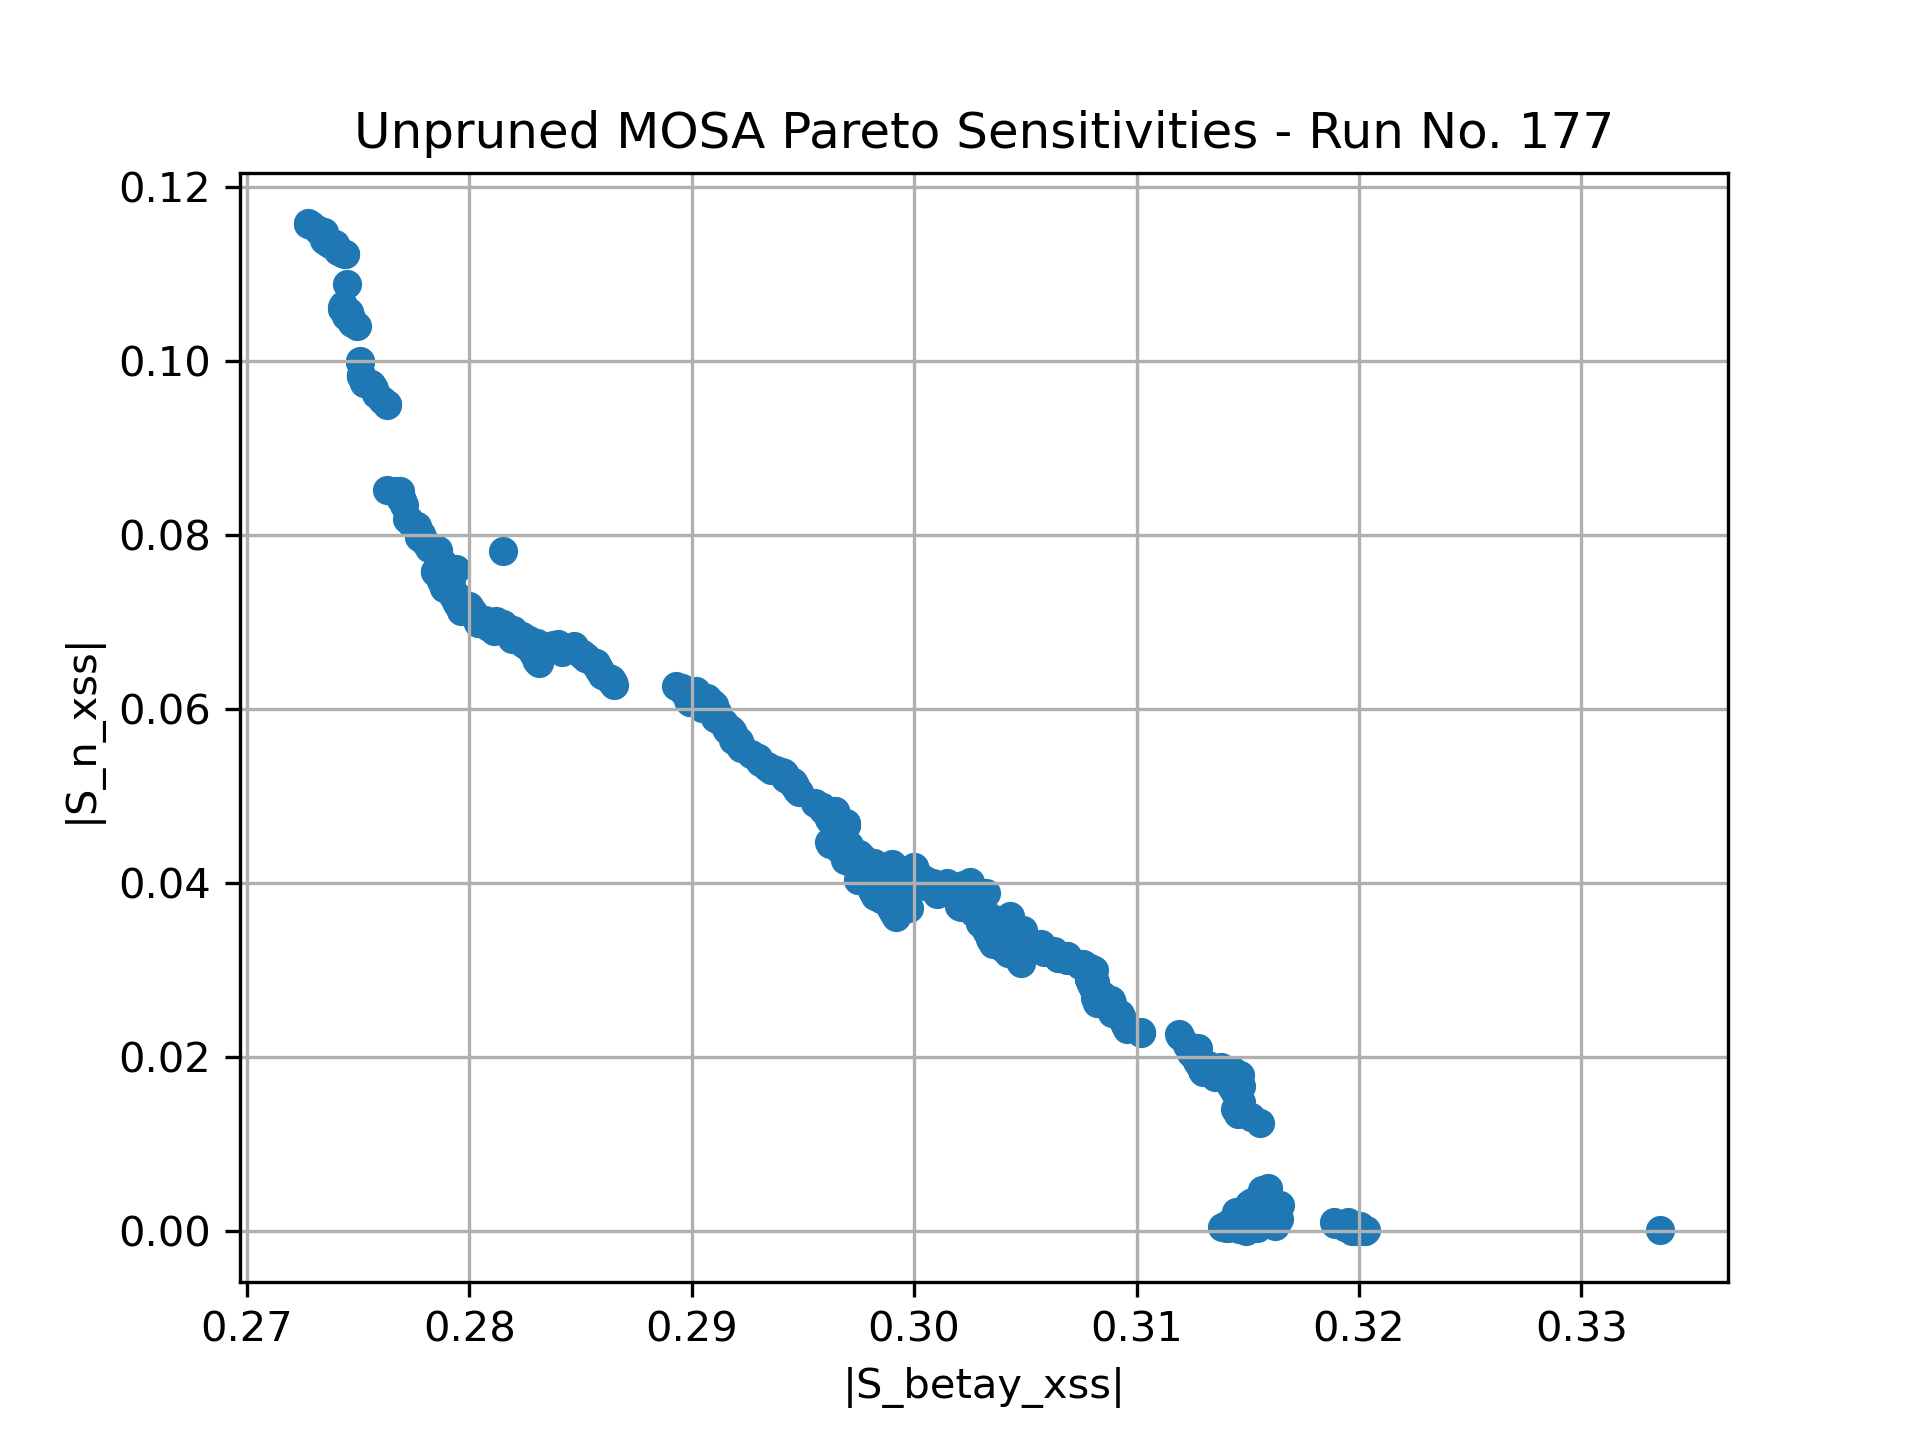 Unpruned MOSA Pareto Sensitivities - Run No. 177
0.12
0.10
0.08
0.06
0.04
0.02
0.00
|S_n_xss|
0.27 0.28 0.29 0.30 0.31 0.32 0.33
|S_betay_xss|